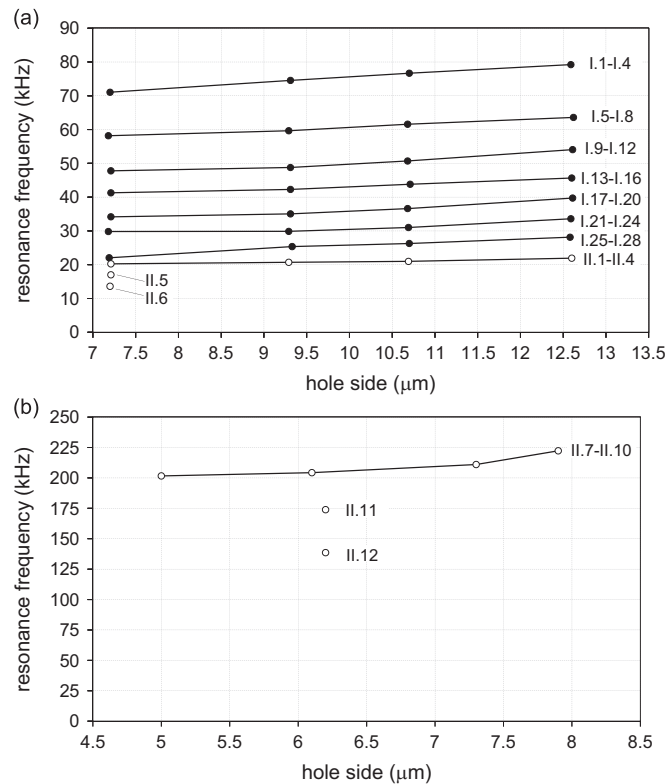 (a)
90
80
70
60
50
40
30
20
10
0
resonance frequency (kHz)
I.1-I.4
I.5-I.8
I.9-I.12
I.13-I.16
I.17-I.20
I.21-I.24
I.25-I.28
II.1-II.4
II.5
II.6
7 7.5 8 8.5 9 9.5 10 10.5 11 11.5 12 12.5 13 13.5
hole side (μm)
(b)
250
225
200
175
150
125
100
75
50
25
0
resonance frequency (kHz)
II.7-II.10
II.11
II.12
4.5 5 5.5 6 6.5 7 7.5 8 8.5
hole side (μm)